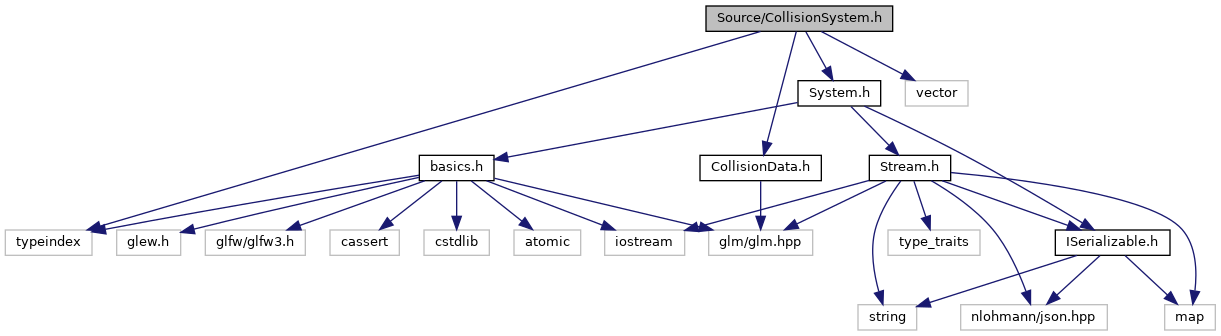 Source/CollisionSystem.h
System.h
vector
basics.h
CollisionData.h
Stream.h
typeindex
glew.h
glfw/glfw3.h
cassert
cstdlib
atomic
iostream
glm/glm.hpp
type_traits
ISerializable.h
string
nlohmann/json.hpp
map